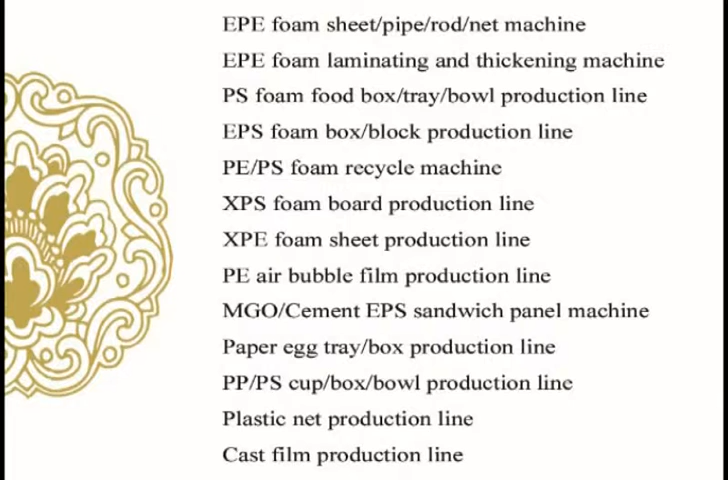 EPE foam sheet/pipe/rod/net machine
EPE foam laminating and thickening machine
PS foam food box/tray/bowl production line
EPS foam box/block production line
PE/PS foam recycle machine
XPS foam board production line
XPE foam sheet production line
PE air bubble film production line
MGO/Cement EPS sandwich panel machine
Paper egg tray/box production line
PP/PS cup/box/bowl production line
Plastic net production line
Cast film production line